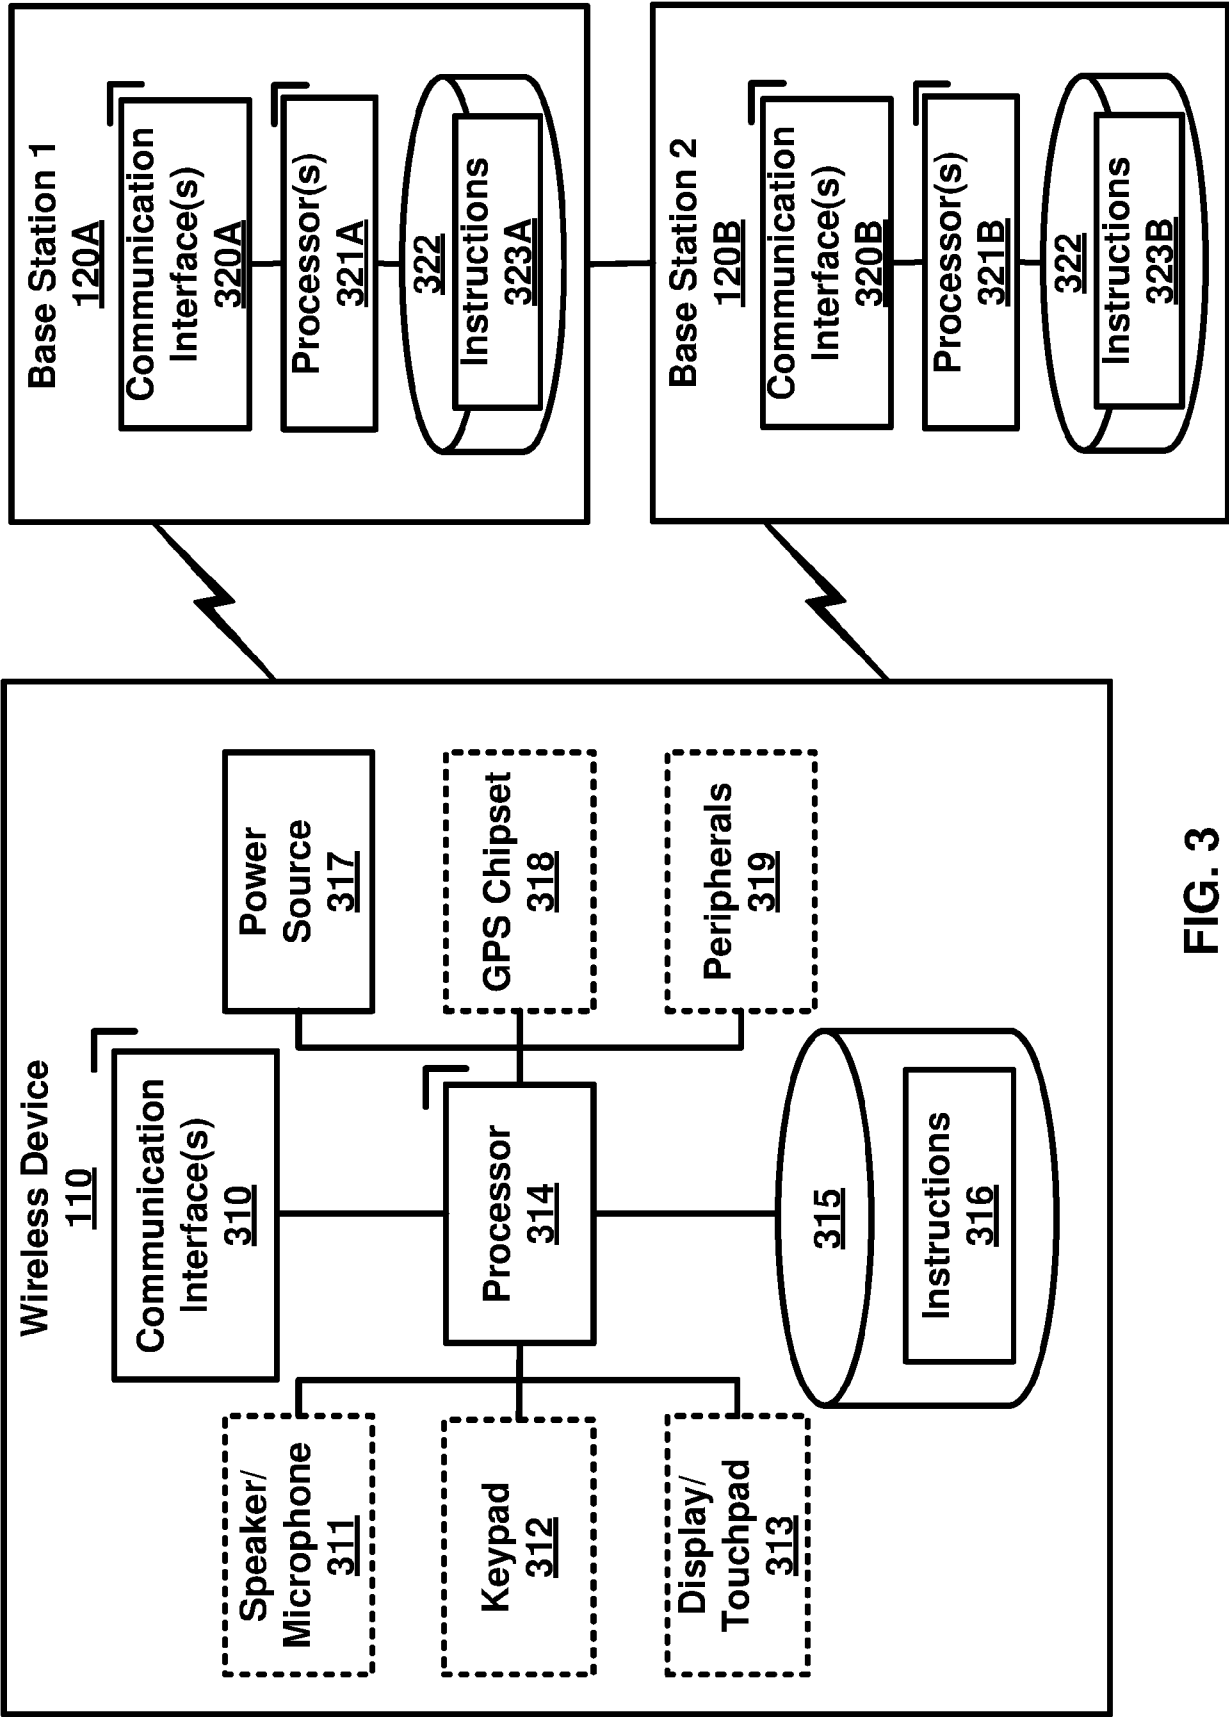 Wireless Device
110
Communication
Interface(s)
310
Speaker/
Microphone
311
Power
Source
317
Keypad
312
Processor
314
GPS Chipset
318
Display/
Touchpad
313
Peripherals
319
315
Instructions
316
Base Station 1
120A
Communication
Interface(s)
320A
Processor(s)
321A
322
Instructions
323A
Base Station 2
120B
Communication
Interface(s)
320B
Processor(s)
321B
322
Instructions
323B
FIG. 3